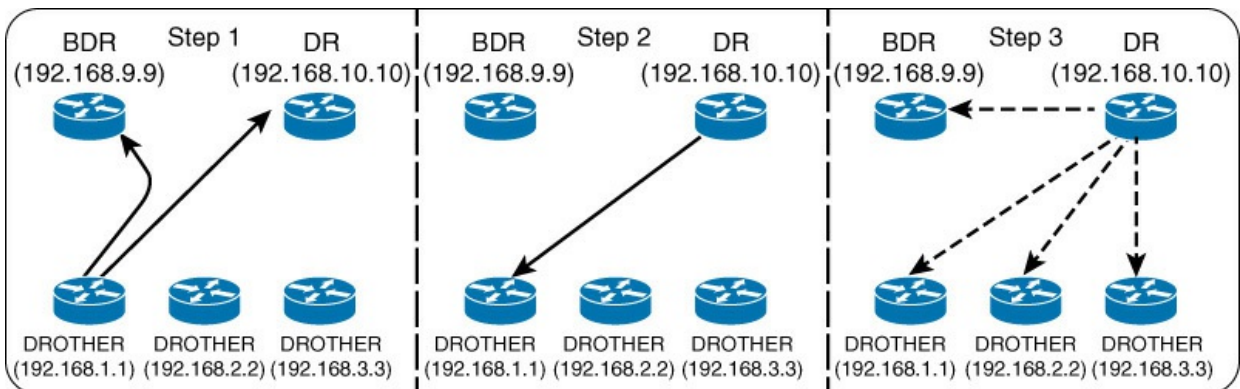 BDR Step 1 DR
(192.168.9.9) (192.168.10.10)
DROTHER DROTHER DROTHER
(192.168.1.1) (192.168.2.2) (192.168.3.3)
BDR Step 2 DR
(192.168.9.9) (192.168.10.10)
DROTHER DROTHER DROTHER
(192.168.1.1) (192.168.2.2) (192.168.3.3)
BDR Step 3 DR
(192.168.9.9) (192.168.10.10)
DROTHER DROTHER DROTHER
(192.168.1.1) (192.168.2.2) (192.168.3.3)